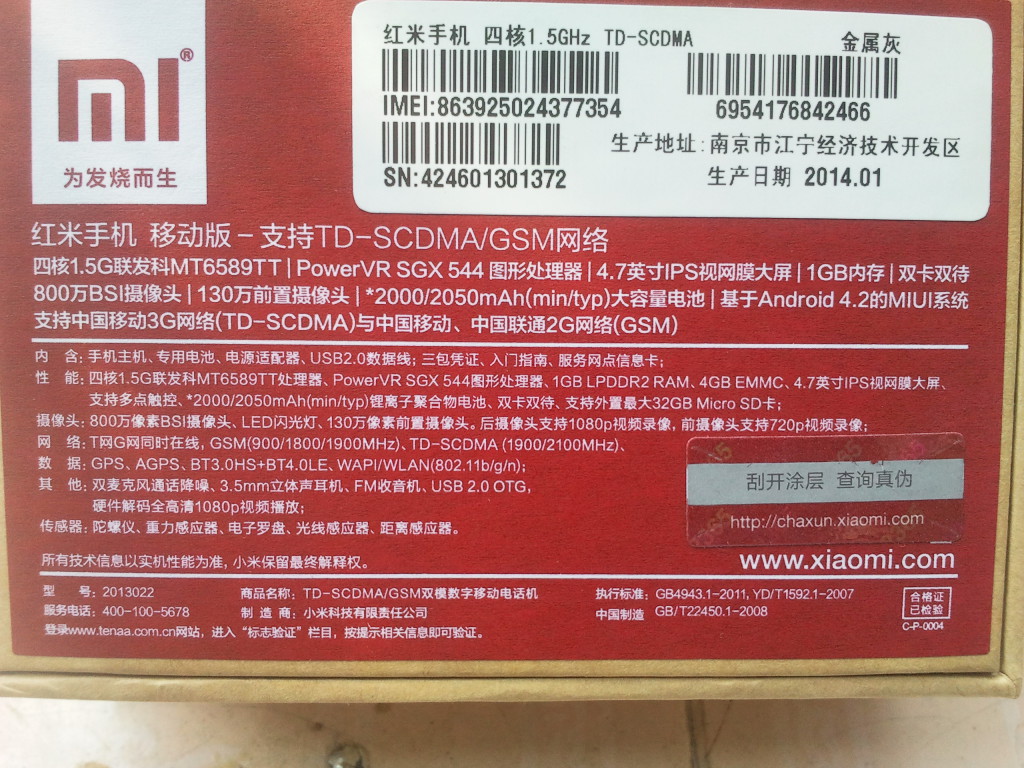 mi®
为发烧而生
红米手机 四核1.5GHz TD-SCDMA
金属灰
IMEI:863925024377354
6954176842466
生产地址:南京市江宁经济技术开发区
SN:424601301372
生产日期 2014.01
红米手机 移动版-支持TD-SCDMA/GSM网络
四核1.5G联发科MT6589TT|PowerVR SGX 544 图形处理器|4.7英寸IPS视网膜大屏|1GB内存|双卡双待
800万BSI摄像头|130万前置摄像头|*2000/2050mAh(min/typ)大容量电池|基于Android 4.2的MIUI系统
支持中国移动3G网络(TD-SCDMA)与中国移动、中国联通2G网络(GSM)
内 含:手机主机、专用电池、电源适配器、USB2.0数据线;三包凭证、入门指南、服务网点信息卡;
性 能:四核1.5G联发科MT6589TT处理器、PowerVR SGX 544图形处理器、1GB LPDDR2 RAM、4GB EMMC、4.7英寸IPS视网膜大屏、
支持多点触控、*2000/2050mAh(min/typ)锂离子聚合物电池、双卡双待、支持外置最大32GB Micro SD卡;
摄像头:800万像素BSI摄像头、LED闪光灯、130万像素前置摄像头。后摄像头支持1080p视频录像,前摄像头支持720p视频录像;
网 络:T网G网同时在线,GSM(900/1800/1900MHz)、TD-SCDMA (1900/2100MHz)、
数 据:GPS、AGPS、BT3.0HS+BT4.0LE、WAPI/WLAN(802.11b/g/n);
其 他:双麦克风通话降噪、3.5mm立体声耳机、FM收音机、USB 2.0 OTG,
硬件解码全高清1080p视频播放;
传感器:陀螺仪、重力感应器、电子罗盘、光线感应器、距离感应器。
刮开涂层 查询真伪
http://chaxun.xiaomi.com
所有技术信息以实机性能为准,小米保留最终解释权。
www.xiaomi.com
型 号:2013022
商品名称:TD-SCDMA/GSM双模数字移动电话机
执行标准:GB4943.1-2011, YD/T1592.1-2007
服务电话:400-100-5678
制 造 商:小米科技有限责任公司
中国制造 GB/T22450.1-2008
登录www.tenaa.com.cn网站,进入“标志验证”栏目,按提示相关信息即可验证。
合格证
已检验
C-P-0004